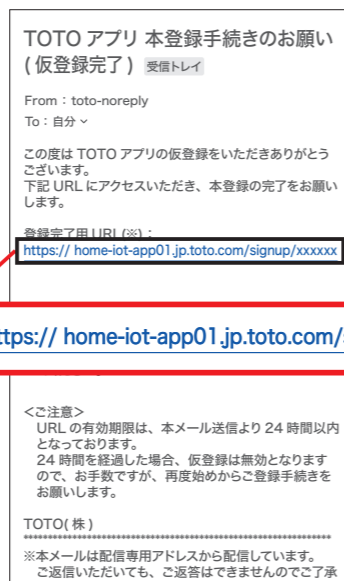 TOTO アプリ 本登録手続きのお願い
( 仮登録完了 ) 受信トレイ
From：toto-noreply
To：自分
この度は TOTO アプリの仮登録をいただきありがとう
ございます。
下記 URL にアクセスいただき、本登録の完了をお願い
します。
登録完了用 URL(※)：
https:// home-iot-app01.jp.toto.com/signup/xxxxxx
ttps:// home-iot-app01.jp.toto.com/s
<ご注意>
URL の有効期限は、本メール送信より 24 時間以内
となっております。
24 時間を経過した場合、仮登録は無効となります
ので、お手数ですが、再度始めからご登録手続きを
お願いします。
TOTO( 株 )
※本メールは配信専用アドレスから配信しています。
ご返信いただいても、ご返答はできませんのでご了承